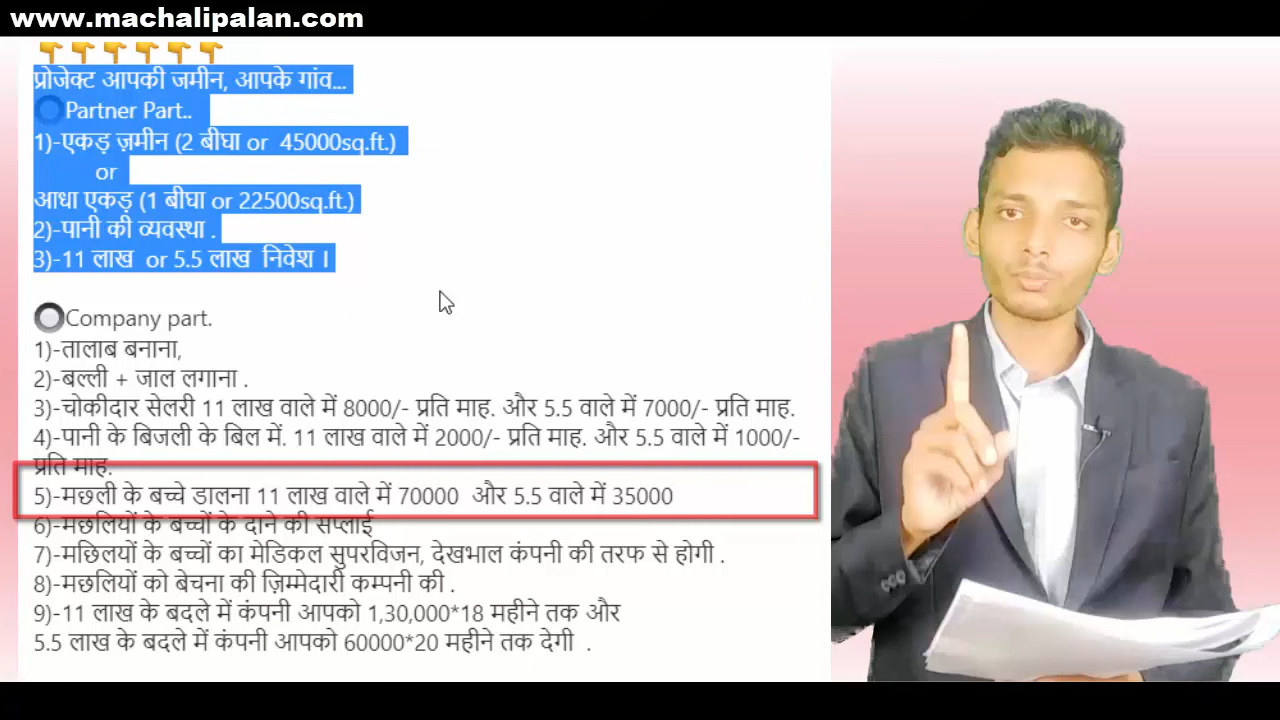 www.machalipalan.com
प्रोजेक्ट आपकी जमीन, आपके गांव...
Partner Part..
1)-एकड़ ज़मीन (2 बीघा or 45000sq.ft.)
or
आधा एकड़ (1 बीघा or 22500sq.ft.)
2)-पानी की व्यवस्था .
3)-11 लाख or 5.5 लाख निवेश ।
Company part.
1)-तालाब बनाना,
2)-बल्ली + जाल लगाना .
3)-चोकीदार सेलरी 11 लाख वाले में 8000/- प्रति माह. और 5.5 वाले में 7000/- प्रति माह.
4)-पानी के बिजली के बिल में. 11 लाख वाले में 2000/- प्रति माह. और 5.5 वाले में 1000/-
प्रति माह.
5)-मछली के बच्चे डालना 11 लाख वाले में 70000 और 5.5 वाले में 35000
6)-मछलियों के बच्चों के दाने की सप्लाई
7)-मछिलयों के बच्चों का मेडिकल सुपरविजन, देखभाल कंपनी की तरफ से होगी .
8)-मछलियों को बेचना की ज़िम्मेदारी कम्पनी की .
9)-11 लाख के बदले में कंपनी आपको 1,30,000*18 महीने तक और
5.5 लाख के बदले में कंपनी आपको 60000*20 महीने तक देगी .